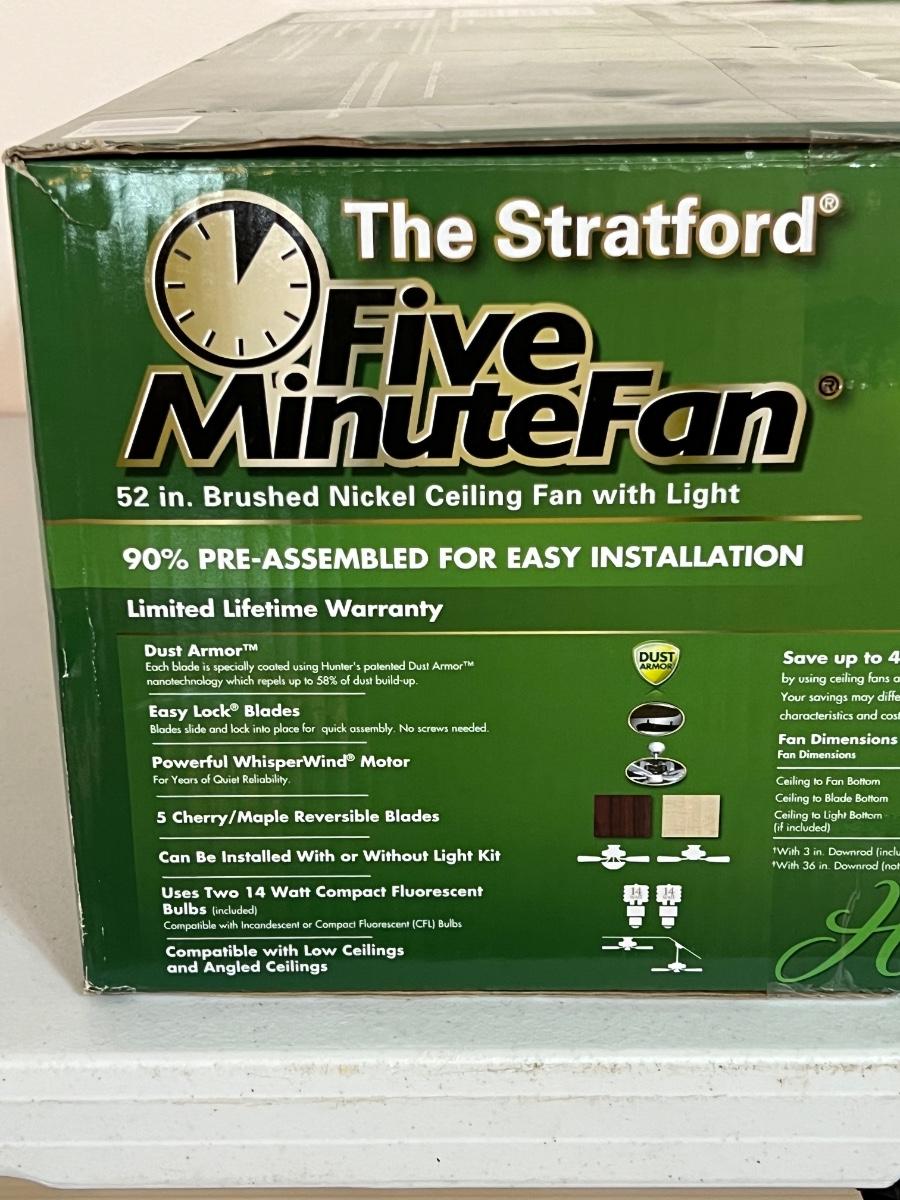 The Stratford®
Five
MinuteFan®
52 in. Brushed Nickel Ceiling Fan with Light
90% PRE-ASSEMBLED FOR EASY INSTALLATION
Limited Lifetime Warranty
Dust Armor™
Each blade is specially coated using Hunter's patented Dust Armor™
nanotechnology which repels up to 58% of dust build-up.
DUST
ARMOR
Easy Lock® Blades
Blades slide and lock into place for quick assembly. No screws needed.
Powerful WhisperWind® Motor
For Years of Quiet Reliability.
5 Cherry/Maple Reversible Blades
Can Be Installed With or Without Light Kit
Uses Two 14 Watt Compact Fluorescent
Bulbs (included)
Compatible with Incandescent or Compact Fluorescent (CFL) Bulbs
14
14
Compatible with Low Ceilings
and Angled Ceilings
Save up to 4
by using ceiling fans a
Your savings may diffe
characteristics and cost
Fan Dimensions
Fan Dimensions
Ceiling to Fan Bottom
Ceiling to Blade Bottom
Ceiling to Light Bottom
(if included)
†With 3 in. Downrod (inclu
†With 36 in. Downrod (not
H